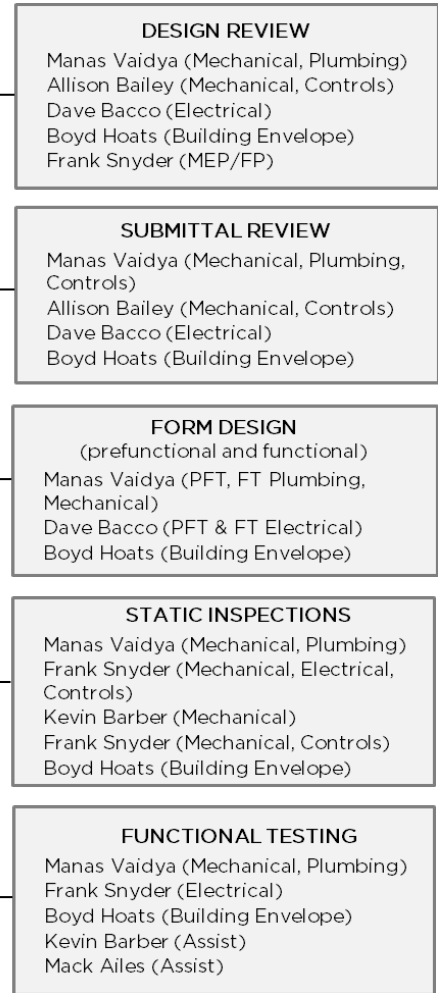 DESIGN REVIEW
Manas Vaidya (Mechanical, Plumbing)
Allison Bailey (Mechanical, Controls)
Dave Bacco (Electrical)
Boyd Hoats (Building Envelope)
Frank Snyder (MEP/FP)
SUBMITTAL REVIEW
Manas Vaidya (Mechanical, Plumbing,
Controls)
Allison Bailey (Mechanical, Controls)
Dave Bacco (Electrical)
Boyd Hoats (Building Envelope)
FORM DESIGN
(prefunctional and functional)
Manas Vaidya (PFT, FT Plumbing,
Mechanical)
Dave Bacco (PFT & FT Electrical)
Boyd Hoats (Building Envelope)
STATIC INSPECTIONS
Manas Vaidya (Mechanical, Plumbing)
Frank Snyder (Mechanical, Electrical,
Controls)
Kevin Barber (Mechanical)
Frank Snyder (Mechanical, Controls)
Boyd Hoats (Building Envelope)
FUNCTIONAL TESTING
Manas Vaidya (Mechanical, Plumbing)
Frank Snyder (Electrical)
Boyd Hoats (Building Envelope)
Kevin Barber (Assist)
Mack Ailes (Assist)